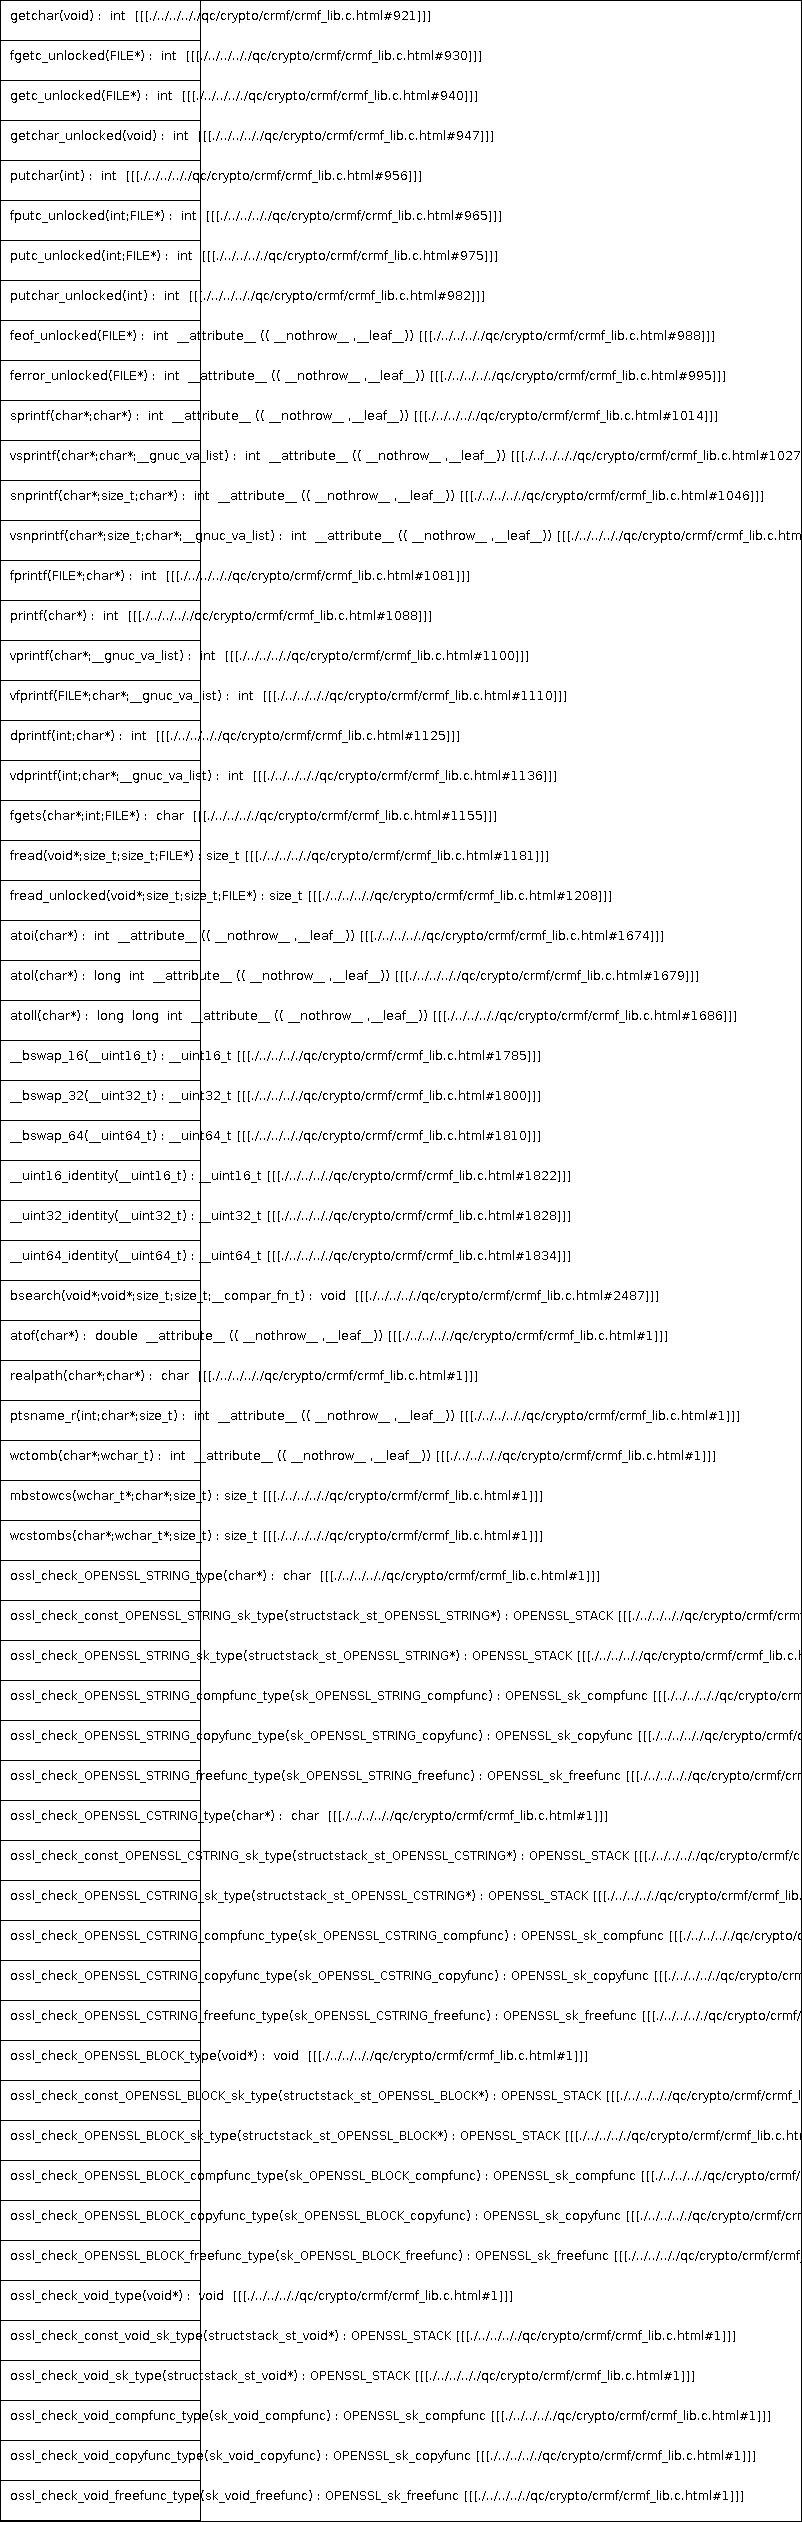 getchar(void) :  int  [[[./../../../qc/crypto/crmf/crmf_lib.c.html#921]]]
fgetc_unlocked(FILE*) :  int  [[[./../../../qc/crypto/crmf/crmf_lib.c.html#930]]]
getc_unlocked(FILE*) :  int  [[[./../../../qc/crypto/crmf/crmf_lib.c.html#940]]]
getchar_unlocked(void) :  int  [[[./../../../qc/crypto/crmf/crmf_lib.c.html#947]]]
putchar(int) :  int  [[[./../../../qc/crypto/crmf/crmf_lib.c.html#956]]]
fputc_unlocked(int;FILE*) :  int  [[[./../../../qc/crypto/crmf/crmf_lib.c.html#965]]]
putc_unlocked(int;FILE*) :  int  [[[./../../../qc/crypto/crmf/crmf_lib.c.html#975]]]
putchar_unlocked(int) :  int  [[[./../../../qc/crypto/crmf/crmf_lib.c.html#982]]]
feof_unlocked(FILE*) :  int  __attribute__ (( __nothrow__ ,__leaf__)) [[[./../../../qc/crypto/crmf/crmf_lib.c.html#988]]]
ferror_unlocked(FILE*) :  int  __attribute__ (( __nothrow__ ,__leaf__)) [[[./../../../qc/crypto/crmf/crmf_lib.c.html#995]]]
sprintf(char*;char*) :  int  __attribute__ (( __nothrow__ ,__leaf__)) [[[./../../../qc/crypto/crmf/crmf_lib.c.html#1014]]]
vsprintf(char*;char*;__gnuc_va_list) :  int  __attribute__ (( __nothrow__ ,__leaf__)) [[[./../../../qc/crypto/crmf/crmf_lib.c.html#1027
snprintf(char*;size_t;char*) :  int  __attribute__ (( __nothrow__ ,__leaf__)) [[[./../../../qc/crypto/crmf/crmf_lib.c.html#1046]]]
vsnprintf(char*;size_t;char*;__gnuc_va_list) :  int  __attribute__ (( __nothrow__ ,__leaf__)) [[[./../../../qc/crypto/crmf/crmf_lib.c.htm
fprintf(FILE*;char*) :  int  [[[./../../../qc/crypto/crmf/crmf_lib.c.html#1081]]]
printf(char*) :  int  [[[./../../../qc/crypto/crmf/crmf_lib.c.html#1088]]]
vprintf(char*;__gnuc_va_list) :  int  [[[./../../../qc/crypto/crmf/crmf_lib.c.html#1100]]]
vfprintf(FILE*;char*;__gnuc_va_list) :  int  [[[./../../../qc/crypto/crmf/crmf_lib.c.html#1110]]]
dprintf(int;char*) :  int  [[[./../../../qc/crypto/crmf/crmf_lib.c.html#1125]]]
vdprintf(int;char*;__gnuc_va_list) :  int  [[[./../../../qc/crypto/crmf/crmf_lib.c.html#1136]]]
fgets(char*;int;FILE*) :  char  [[[./../../../qc/crypto/crmf/crmf_lib.c.html#1155]]]
fread(void*;size_t;size_t;FILE*) : size_t [[[./../../../qc/crypto/crmf/crmf_lib.c.html#1181]]]
fread_unlocked(void*;size_t;size_t;FILE*) : size_t [[[./../../../qc/crypto/crmf/crmf_lib.c.html#1208]]]
atoi(char*) :  int  __attribute__ (( __nothrow__ ,__leaf__)) [[[./../../../qc/crypto/crmf/crmf_lib.c.html#1674]]]
atol(char*) :  long  int  __attribute__ (( __nothrow__ ,__leaf__)) [[[./../../../qc/crypto/crmf/crmf_lib.c.html#1679]]]
atoll(char*) :  long  long  int  __attribute__ (( __nothrow__ ,__leaf__)) [[[./../../../qc/crypto/crmf/crmf_lib.c.html#1686]]]
__bswap_16(__uint16_t) : __uint16_t [[[./../../../qc/crypto/crmf/crmf_lib.c.html#1785]]]
__bswap_32(__uint32_t) : __uint32_t [[[./../../../qc/crypto/crmf/crmf_lib.c.html#1800]]]
__bswap_64(__uint64_t) : __uint64_t [[[./../../../qc/crypto/crmf/crmf_lib.c.html#1810]]]
__uint16_identity(__uint16_t) : __uint16_t [[[./../../../qc/crypto/crmf/crmf_lib.c.html#1822]]]
__uint32_identity(__uint32_t) : __uint32_t [[[./../../../qc/crypto/crmf/crmf_lib.c.html#1828]]]
__uint64_identity(__uint64_t) : __uint64_t [[[./../../../qc/crypto/crmf/crmf_lib.c.html#1834]]]
bsearch(void*;void*;size_t;size_t;__compar_fn_t) :  void  [[[./../../../qc/crypto/crmf/crmf_lib.c.html#2487]]]
atof(char*) :  double  __attribute__ (( __nothrow__ ,__leaf__)) [[[./../../../qc/crypto/crmf/crmf_lib.c.html#1]]]
realpath(char*;char*) :  char  [[[./../../../qc/crypto/crmf/crmf_lib.c.html#1]]]
ptsname_r(int;char*;size_t) :  int  __attribute__ (( __nothrow__ ,__leaf__)) [[[./../../../qc/crypto/crmf/crmf_lib.c.html#1]]]
wctomb(char*;wchar_t) :  int  __attribute__ (( __nothrow__ ,__leaf__)) [[[./../../../qc/crypto/crmf/crmf_lib.c.html#1]]]
mbstowcs(wchar_t*;char*;size_t) : size_t [[[./../../../qc/crypto/crmf/crmf_lib.c.html#1]]]
wcstombs(char*;wchar_t*;size_t) : size_t [[[./../../../qc/crypto/crmf/crmf_lib.c.html#1]]]
ossl_check_OPENSSL_STRING_type(char*) :  char  [[[./../../../qc/crypto/crmf/crmf_lib.c.html#1]]]
ossl_check_const_OPENSSL_STRING_sk_type(structstack_st_OPENSSL_STRING*) : OPENSSL_STACK [[[./../../../qc/crypto/crmf/crmf
ossl_check_OPENSSL_STRING_sk_type(structstack_st_OPENSSL_STRING*) : OPENSSL_STACK [[[./../../../qc/crypto/crmf/crmf_lib.c.h
ossl_check_OPENSSL_STRING_compfunc_type(sk_OPENSSL_STRING_compfunc) : OPENSSL_sk_compfunc [[[./../../../qc/crypto/crm
ossl_check_OPENSSL_STRING_copyfunc_type(sk_OPENSSL_STRING_copyfunc) : OPENSSL_sk_copyfunc [[[./../../../qc/crypto/crmf/c
ossl_check_OPENSSL_STRING_freefunc_type(sk_OPENSSL_STRING_freefunc) : OPENSSL_sk_freefunc [[[./../../../qc/crypto/crmf/crm
ossl_check_OPENSSL_CSTRING_type(char*) :  char  [[[./../../../qc/crypto/crmf/crmf_lib.c.html#1]]]
ossl_check_const_OPENSSL_CSTRING_sk_type(structstack_st_OPENSSL_CSTRING*) : OPENSSL_STACK [[[./../../../qc/crypto/crmf/c
ossl_check_OPENSSL_CSTRING_sk_type(structstack_st_OPENSSL_CSTRING*) : OPENSSL_STACK [[[./../../../qc/crypto/crmf/crmf_lib.
ossl_check_OPENSSL_CSTRING_compfunc_type(sk_OPENSSL_CSTRING_compfunc) : OPENSSL_sk_compfunc [[[./../../../qc/crypto/c
ossl_check_OPENSSL_CSTRING_copyfunc_type(sk_OPENSSL_CSTRING_copyfunc) : OPENSSL_sk_copyfunc [[[./../../../qc/crypto/crm
ossl_check_OPENSSL_CSTRING_freefunc_type(sk_OPENSSL_CSTRING_freefunc) : OPENSSL_sk_freefunc [[[./../../../qc/crypto/crmf/
ossl_check_OPENSSL_BLOCK_type(void*) :  void  [[[./../../../qc/crypto/crmf/crmf_lib.c.html#1]]]
ossl_check_const_OPENSSL_BLOCK_sk_type(structstack_st_OPENSSL_BLOCK*) : OPENSSL_STACK [[[./../../../qc/crypto/crmf/crmf_l
ossl_check_OPENSSL_BLOCK_sk_type(structstack_st_OPENSSL_BLOCK*) : OPENSSL_STACK [[[./../../../qc/crypto/crmf/crmf_lib.c.htm
ossl_check_OPENSSL_BLOCK_compfunc_type(sk_OPENSSL_BLOCK_compfunc) : OPENSSL_sk_compfunc [[[./../../../qc/crypto/crmf/
ossl_check_OPENSSL_BLOCK_copyfunc_type(sk_OPENSSL_BLOCK_copyfunc) : OPENSSL_sk_copyfunc [[[./../../../qc/crypto/crmf/crm
ossl_check_OPENSSL_BLOCK_freefunc_type(sk_OPENSSL_BLOCK_freefunc) : OPENSSL_sk_freefunc [[[./../../../qc/crypto/crmf/crmf_
ossl_check_void_type(void*) :  void  [[[./../../../qc/crypto/crmf/crmf_lib.c.html#1]]]
ossl_check_const_void_sk_type(structstack_st_void*) : OPENSSL_STACK [[[./../../../qc/crypto/crmf/crmf_lib.c.html#1]]]
ossl_check_void_sk_type(structstack_st_void*) : OPENSSL_STACK [[[./../../../qc/crypto/crmf/crmf_lib.c.html#1]]]
ossl_check_void_compfunc_type(sk_void_compfunc) : OPENSSL_sk_compfunc [[[./../../../qc/crypto/crmf/crmf_lib.c.html#1]]]
ossl_check_void_copyfunc_type(sk_void_copyfunc) : OPENSSL_sk_copyfunc [[[./../../../qc/crypto/crmf/crmf_lib.c.html#1]]]
ossl_check_void_freefunc_type(sk_void_freefunc) : OPENSSL_sk_freefunc [[[./../../../qc/crypto/crmf/crmf_lib.c.html#1]]]